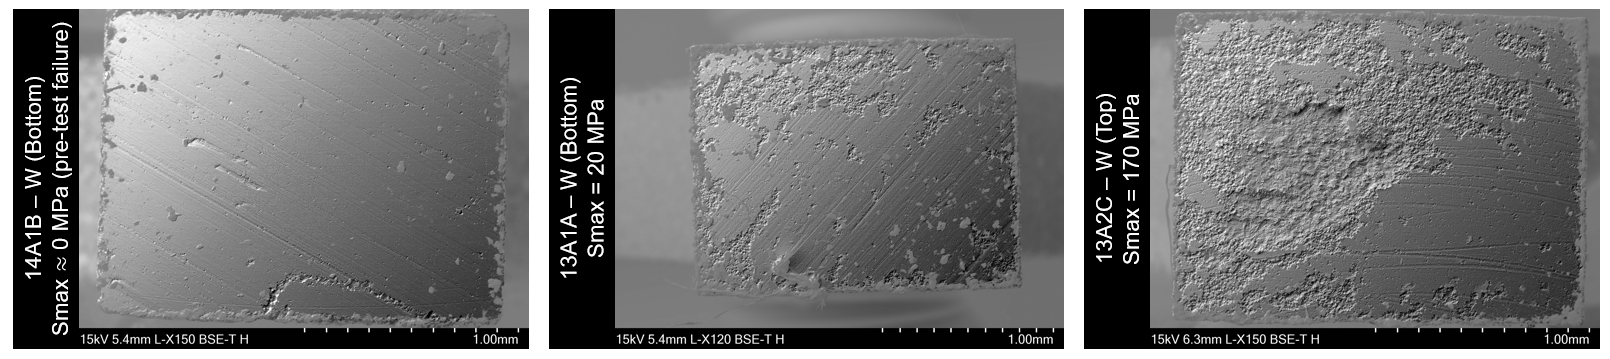 14A1B – W (Bottom)
Smax ≈ 0 MPa (pre-test failure)
15kV 5.4mm L-X150 BSE-T H
1.00mm
13A1A – W (Bottom)
Smax = 20 MPa
15kV 5.4mm L-X120 BSE-T H
1.00mm
13A2C – W (Top)
Smax = 170 MPa
15kV 6.3mm L-X150 BSE-T H
1.00mm